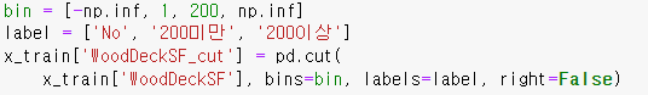 bin = [-np.inf, 1, 200, np.inf]
label = ['No', '200미만', '200이상']
x_train['WoodDeckSF_cut'] = pd.cut(
    x_train['WoodDeckSF'], bins=bin, labels=label, right=False)